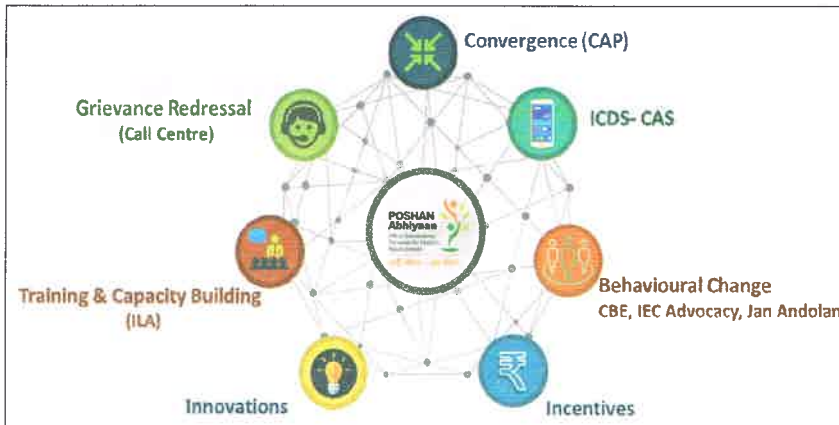 Convergence (CAP)
Grievance Redressal
(Call Centre)
ICDS- CAS
POSHAN
Abhiyaan
Training & Capacity Building
(ILA)
Behavioural Change
CBE, IEC Advocacy, Jan Andolan
Innovations
Incentives